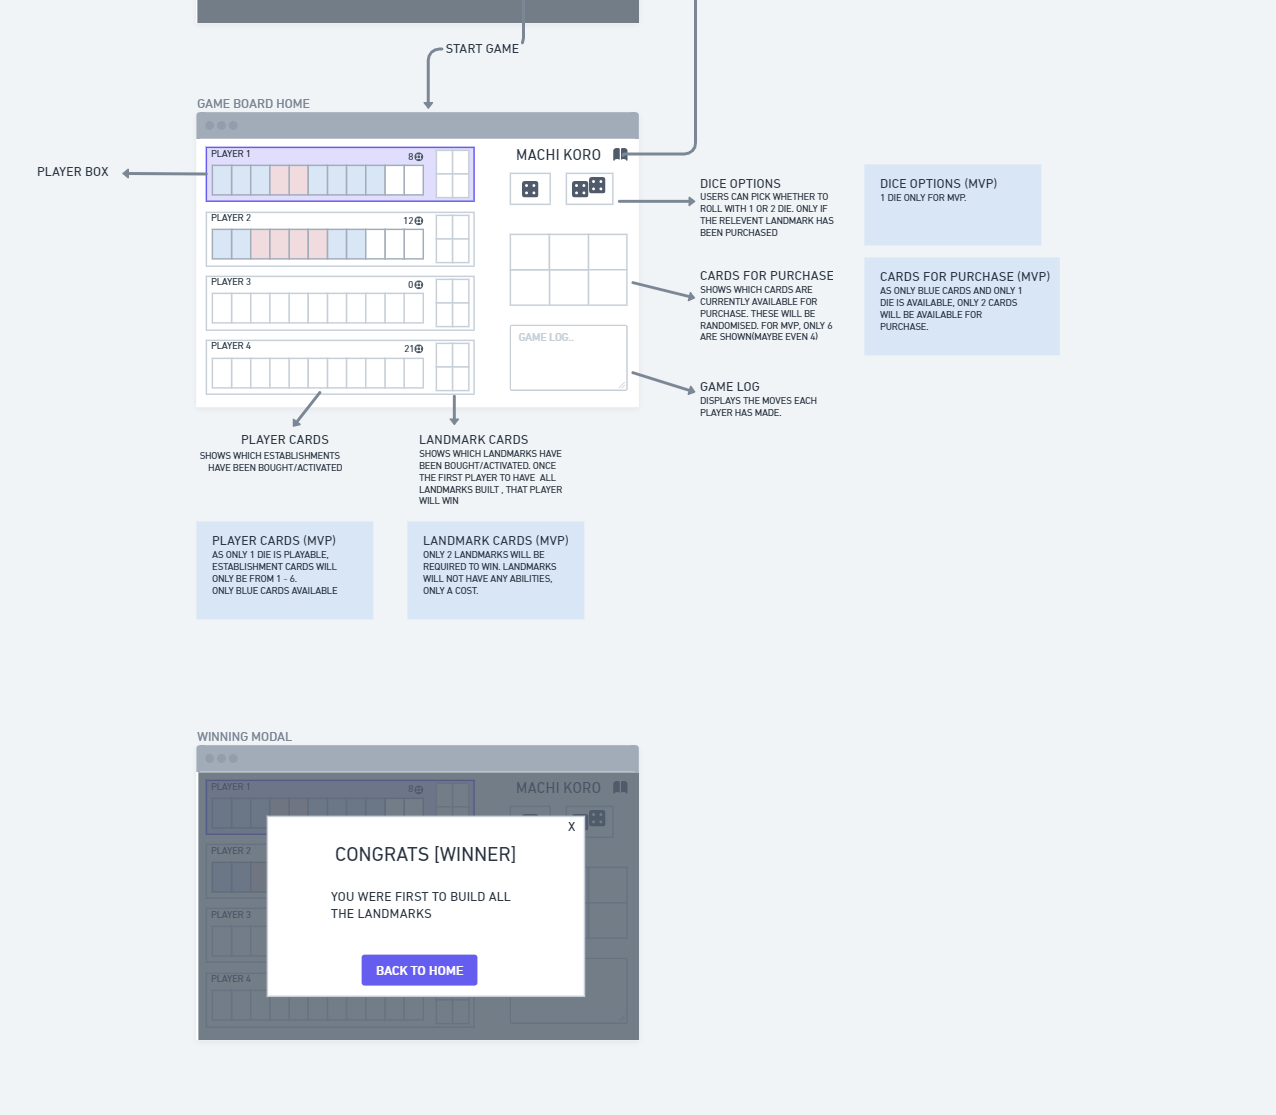 START GAME
GAME BOARD HOME
PLAYER BOX
PLAYER 1
8
PLAYER 2
12
PLAYER 3
0
PLAYER 4
21
MACHI KORO
GAME LOG..
DICE OPTIONS
USERS CAN PICK WHETHER TO
ROLL WITH 1 OR 2 DIE. ONLY IF
THE RELEVENT LANDMARK HAS
BEEN PURCHASED
DICE OPTIONS (MVP)
1 DIE ONLY FOR MVP.
CARDS FOR PURCHASE
SHOWS WHICH CARDS ARE
CURRENTLY AVAILABLE FOR
PURCHASE. THESE WILL BE
RANDOMISED. FOR MVP, ONLY 6
ARE SHOWN(MAYBE EVEN 4)
CARDS FOR PURCHASE (MVP)
AS ONLY BLUE CARDS AND ONLY 1
DIE IS AVAILABLE, ONLY 2 CARDS
WILL BE AVAILABLE FOR
PURCHASE.
GAME LOG
DISPLAYS THE MOVES EACH
PLAYER HAS MADE.
PLAYER CARDS
SHOWS WHICH ESTABLISHMENTS
HAVE BEEN BOUGHT/ACTIVATED
LANDMARK CARDS
SHOWS WHICH LANDMARKS HAVE
BEEN BOUGHT/ACTIVATED. ONCE
THE FIRST PLAYER TO HAVE ALL
LANDMARKS BUILT , THAT PLAYER
WILL WIN
PLAYER CARDS (MVP)
AS ONLY 1 DIE IS PLAYABLE,
ESTABLISHMENT CARDS WILL
ONLY BE FROM 1 - 6.
ONLY BLUE CARDS AVAILABLE
LANDMARK CARDS (MVP)
ONLY 2 LANDMARKS WILL BE
REQUIRED TO WIN. LANDMARKS
WILL NOT HAVE ANY ABILITIES,
ONLY A COST.
WINNING MODAL
PLAYER 1
8
MACHI KORO
PLAYER 2
PLAYER 3
PLAYER 4
X
CONGRATS [WINNER]
YOU WERE FIRST TO BUILD ALL
THE LANDMARKS
BACK TO HOME